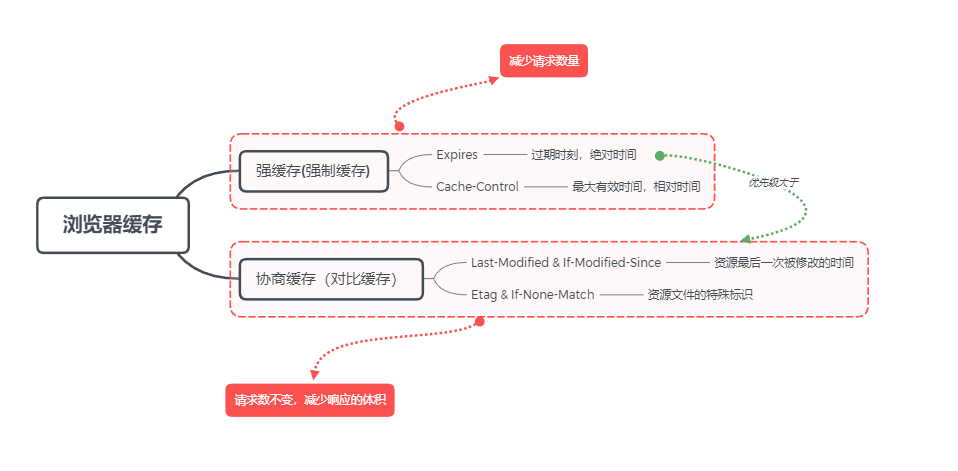 减少请求数量
强缓存(强制缓存)
Expires
过期时刻，绝对时间
Cache-Control
最大有效时间，相对时间
优先级大于
浏览器缓存
协商缓存（对比缓存）
Last-Modified & If-Modified-Since
资源最后一次被修改的时间
Etag & If-None-Match
资源文件的特殊标识
请求数不变，减少响应的体积